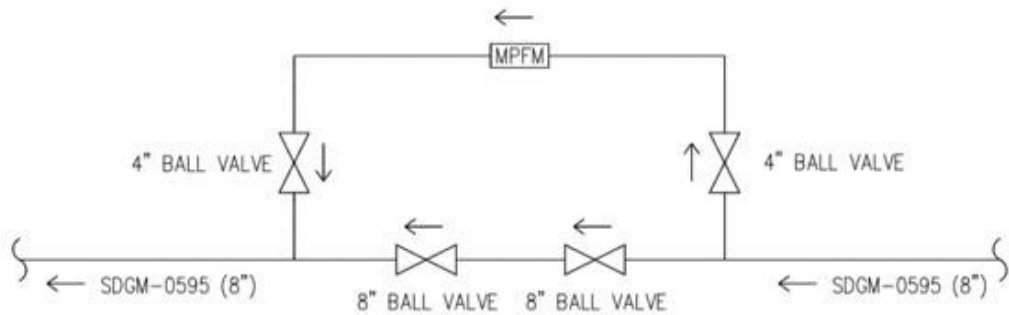 MPFM
4" BALL VALVE
4" BALL VALVE
SDGM-0595 (8")
8" BALL VALVE
8" BALL VALVE
SDGM-0595 (8")